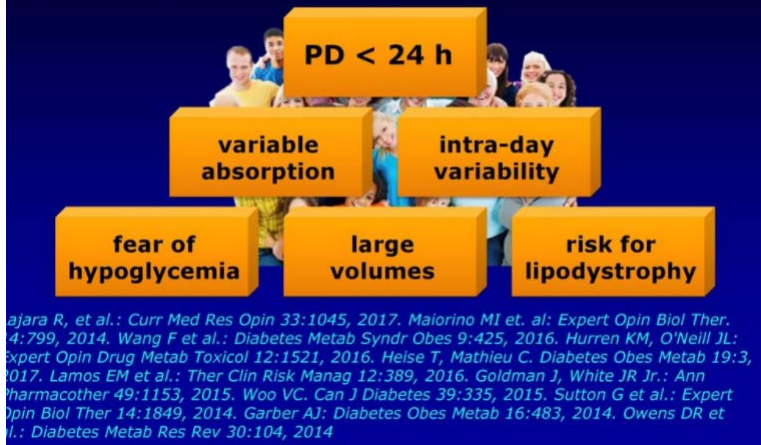 PD < 24 h
variable
absorption
intra-day
variability
fear of
hypoglycemia
large
volumes
risk for
lipodystrophy
ajara R, et al.: Curr Med Res Opin 33:1045, 2017. Maiorino MI et. al: Expert Opin Biol Ther.
4:799, 2014. Wang F et al.: Diabetes Metab Syndr Obes 9:425, 2016. Hurren KM, O'Neill JL:
Expert Opin Drug Metab Toxicol 12:1521, 2016. Heise T, Mathieu C. Diabetes Obes Metab 19:3,
2017. Lamos EM et al.: Ther Clin Risk Manag 12:389, 2016. Goldman J, White JR Jr.: Ann
Pharmacother 49:1153, 2015. Woo VC. Can J Diabetes 39:335, 2015. Sutton G et al.: Expert
Opin Biol Ther 14:1849, 2014. Garber AJ: Diabetes Obes Metab 16:483, 2014. Owens DR et
al.: Diabetes Metab Res Rev 30:104, 2014